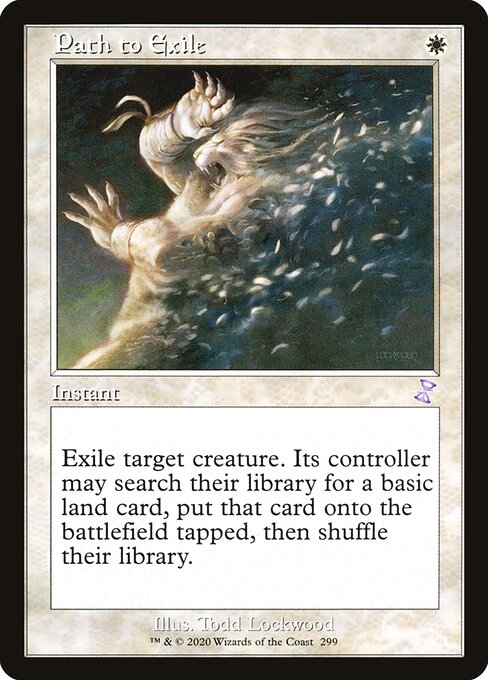 Path to Exile
LOCKWOOD
Instant
Exile target creature. Its controller
may search their library for a basic
land card, put that card onto the
battlefield tapped, then shuffle
their library.
Illus. Todd Lockwood
™ & © 2020 Wizards of the Coast 299